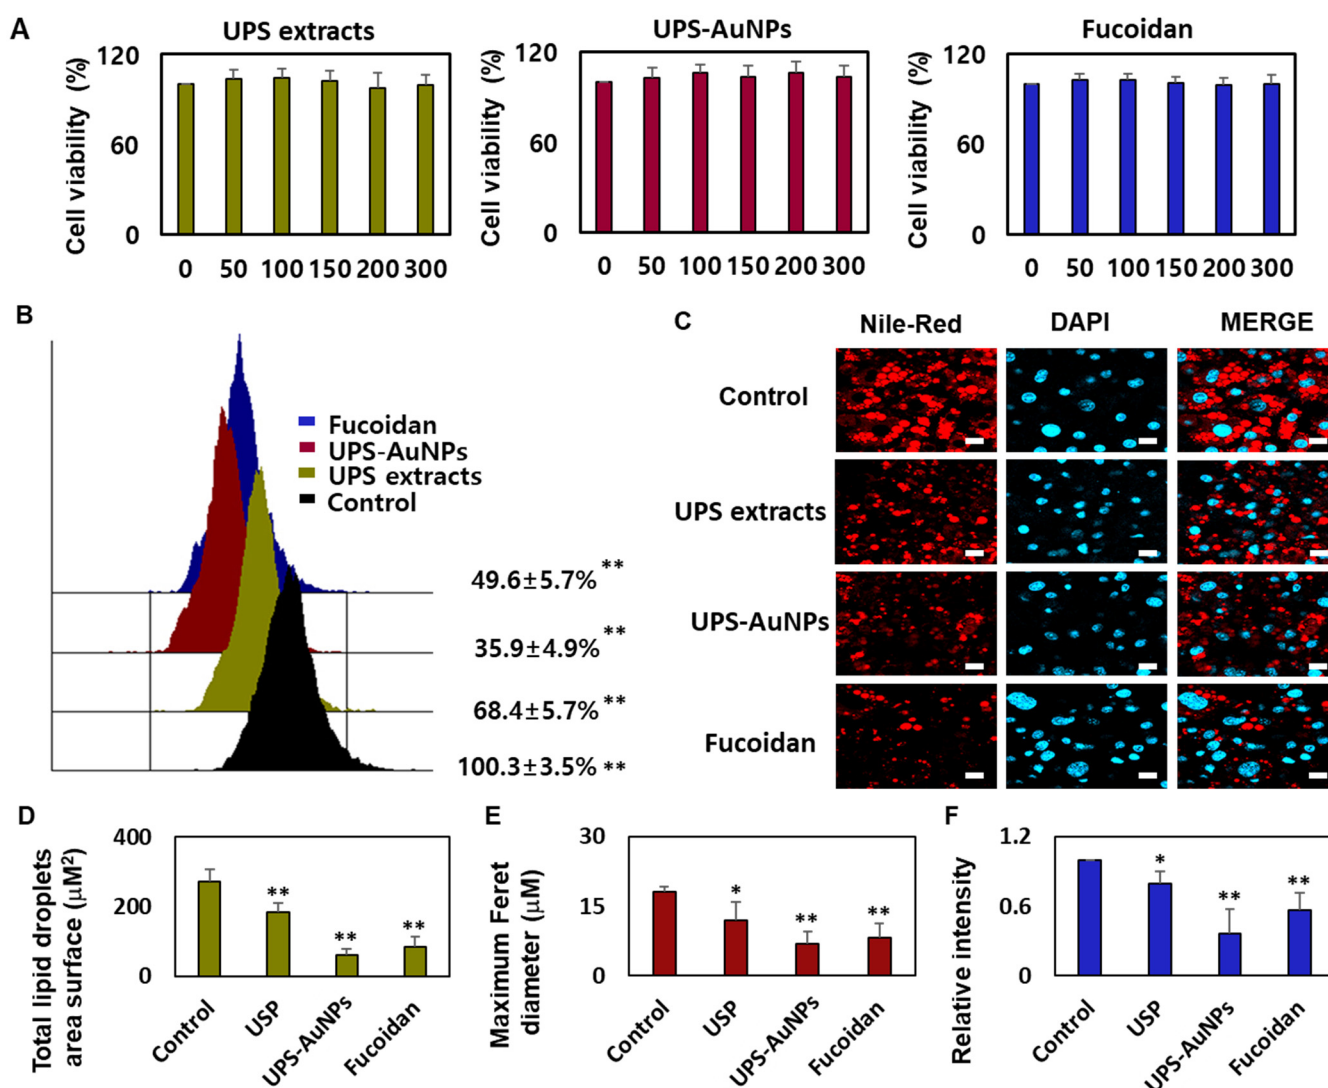 A
UPS extracts
UPS-AuNPs
Fucoidan
Cell viability (%)
120
60
0
0 50 100 150 200 300
Cell viability (%)
120
60
0
0 50 100 150 200 300
Cell viability (%)
120
60
0
0 50 100 150 200 300
B
Fucoidan
UPS-AuNPs
UPS extracts
Control
49.6±5.7% **
35.9±4.9% **
68.4±5.7% **
100.3±3.5% **
C
Nile-Red DAPI MERGE
Control
UPS extracts
UPS-AuNPs
Fucoidan
D
Total lipid droplets
area surface (μM²)
400
200
0
**
**
**
Control USP UPS-AuNPs Fucoidan
E
Maximum Feret
diameter (μM)
30
15
0
*
**
**
Control USP UPS-AuNPs Fucoidan
F
Relative intensity
1.2
0.6
0
*
**
**
Control USP UPS-AuNPs Fucoidan